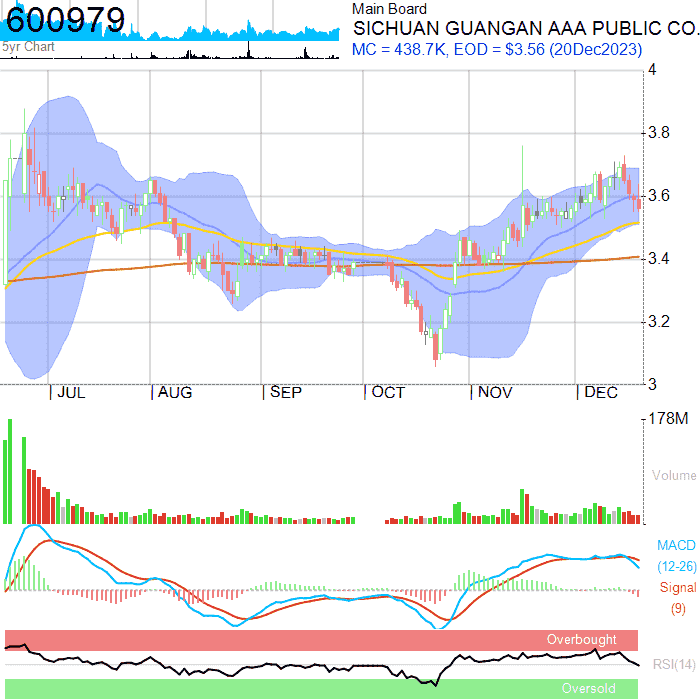 600979
Main Board
SICHUAN GUANGAN AAA PUBLIC CO.
5yr Chart
MC = 438.7K, EOD = $3.56 (20Dec2023)
4
3.8
3.6
3.4
3.2
3
JUL AUG SEP OCT NOV DEC
178M
Volume
MACD
(12-26)
Signal
(9)
Overbought
RSI(14)
Oversold